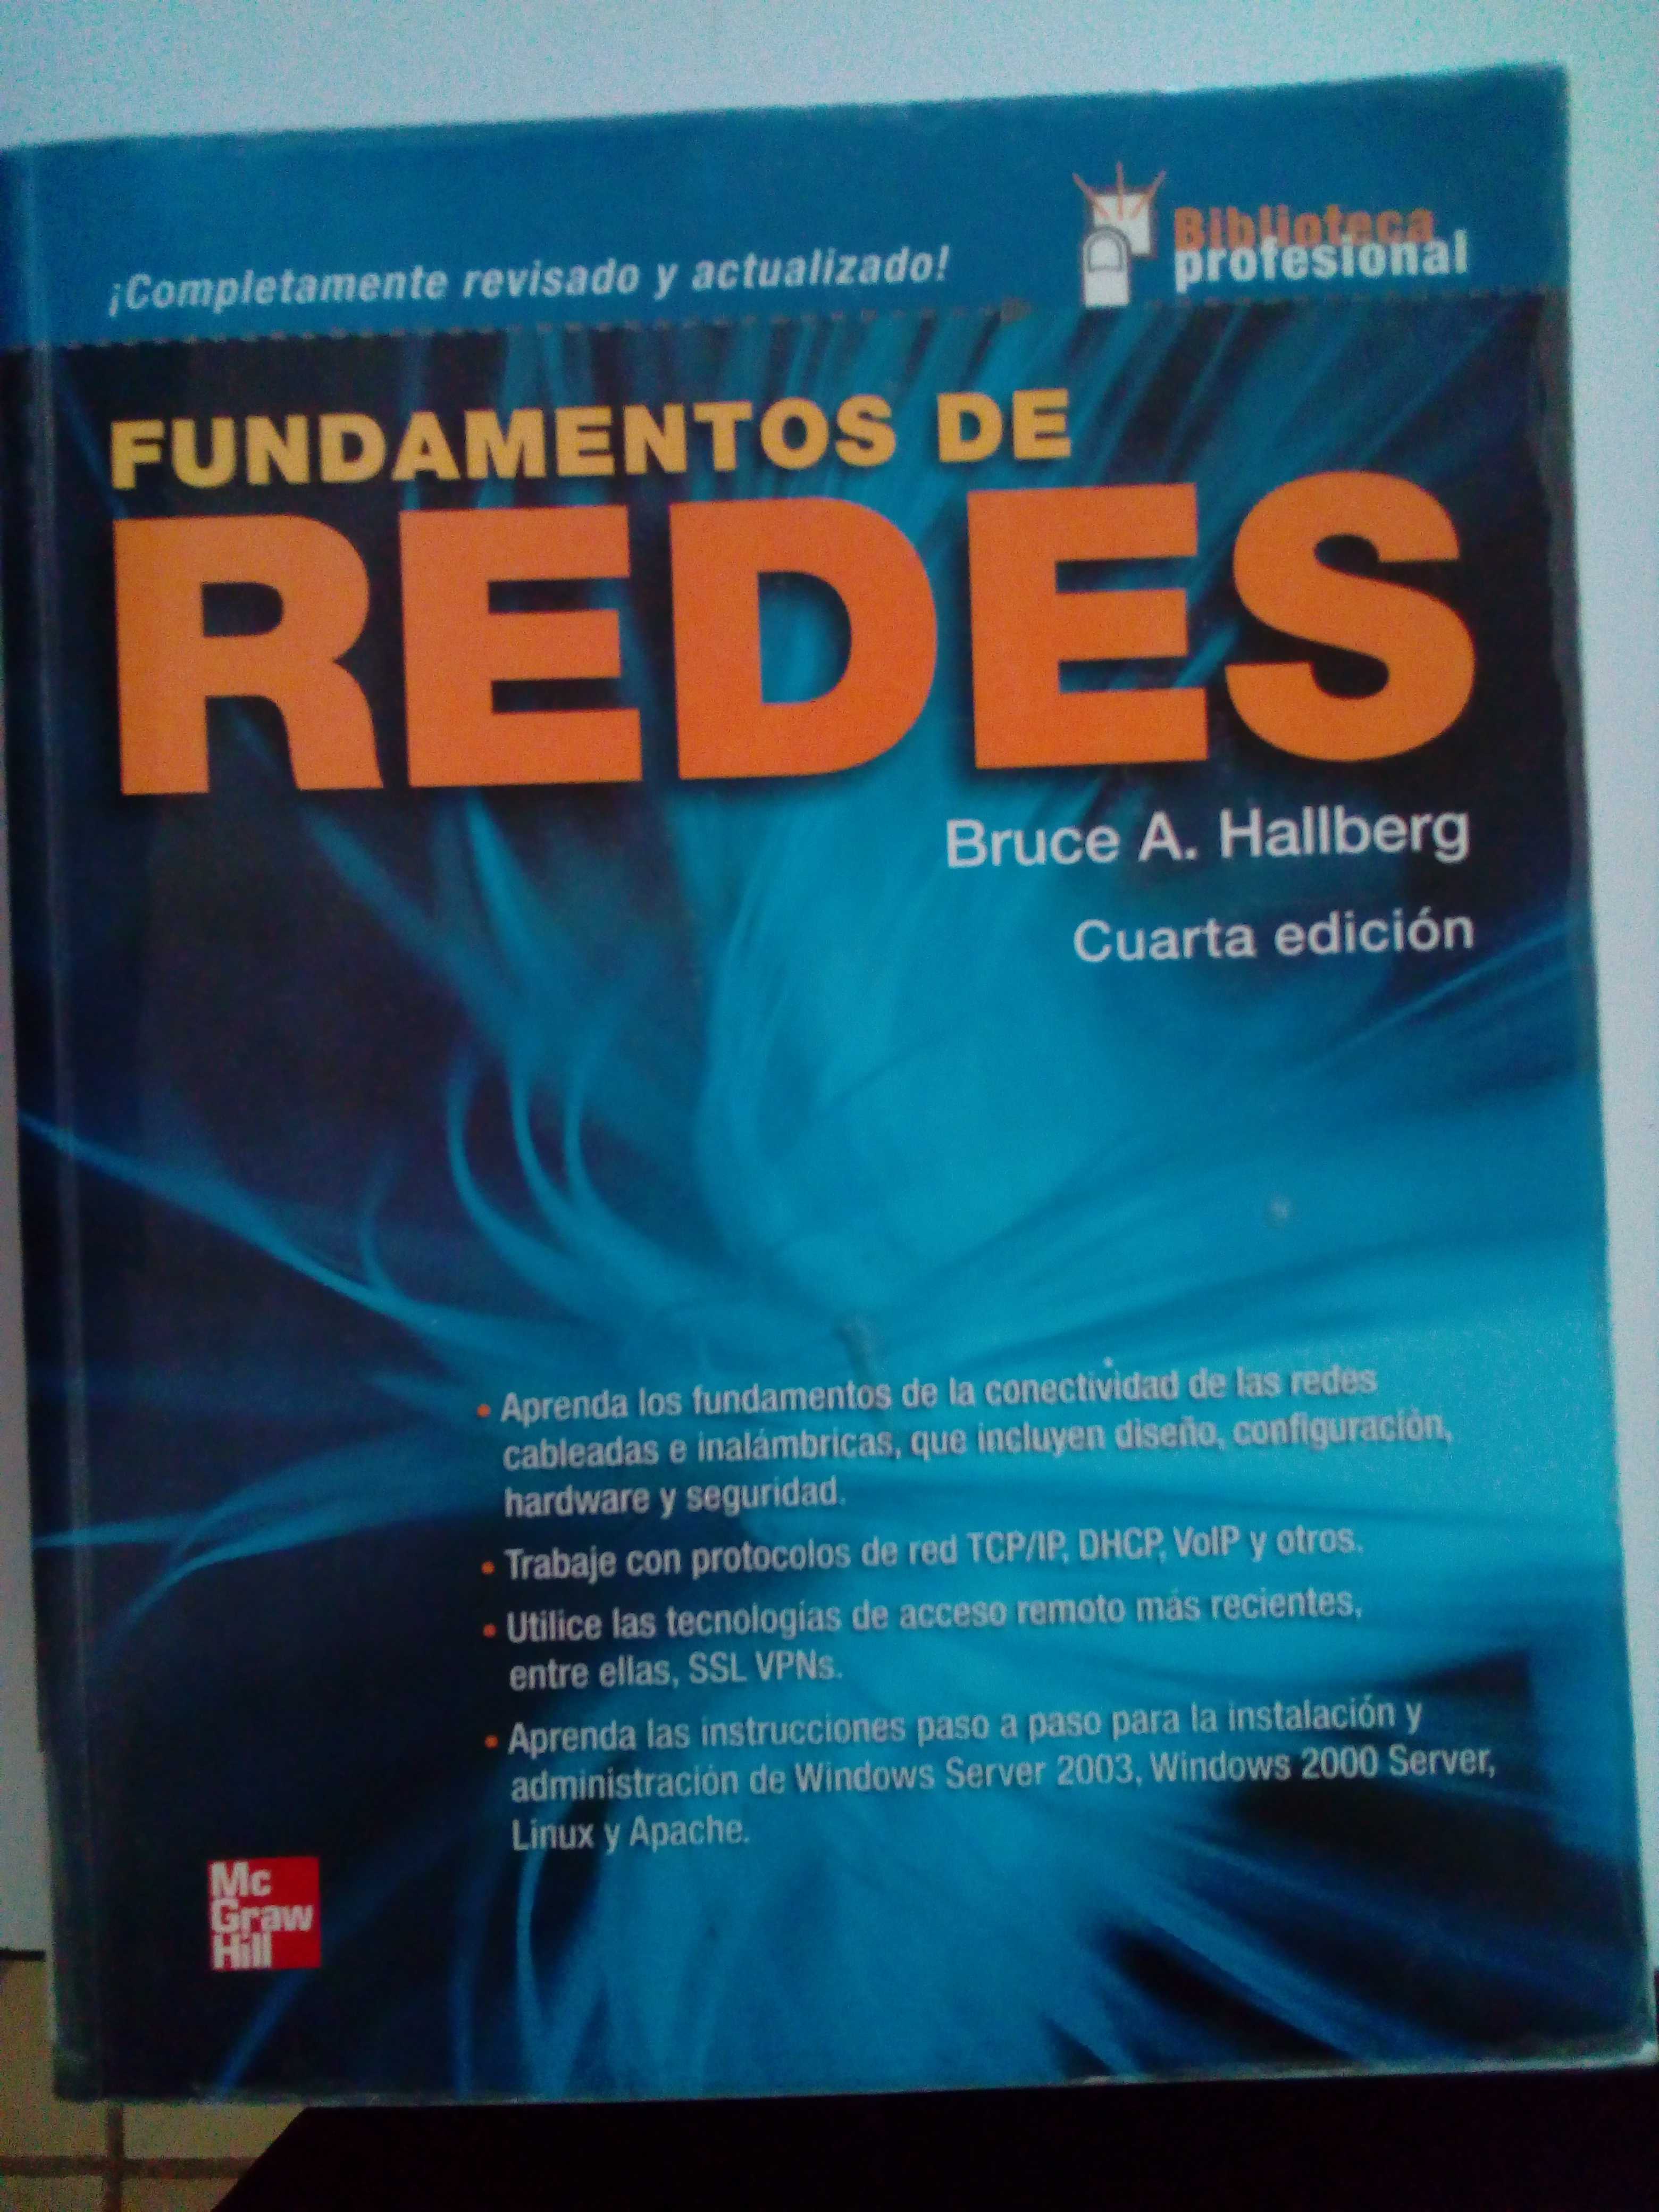 ¡Completamente revisado y actualizado!
Biblioteca
profesional
FUNDAMENTOS DE
REDES
Bruce A. Hallberg
Cuarta edición
• Aprenda los fundamentos de la conectividad de las redes
cableadas e inalámbricas, que incluyen diseño, configuración,
hardware y seguridad.
• Trabaje con protocolos de red TCP/IP, DHCP, VoIP y otros.
• Utilice las tecnologías de acceso remoto más recientes,
entre ellas, SSL VPNs.
• Aprenda las instrucciones paso a paso para la instalación y
administración de Windows Server 2003, Windows 2000 Server,
Linux y Apache.
Mc
Graw
Hill